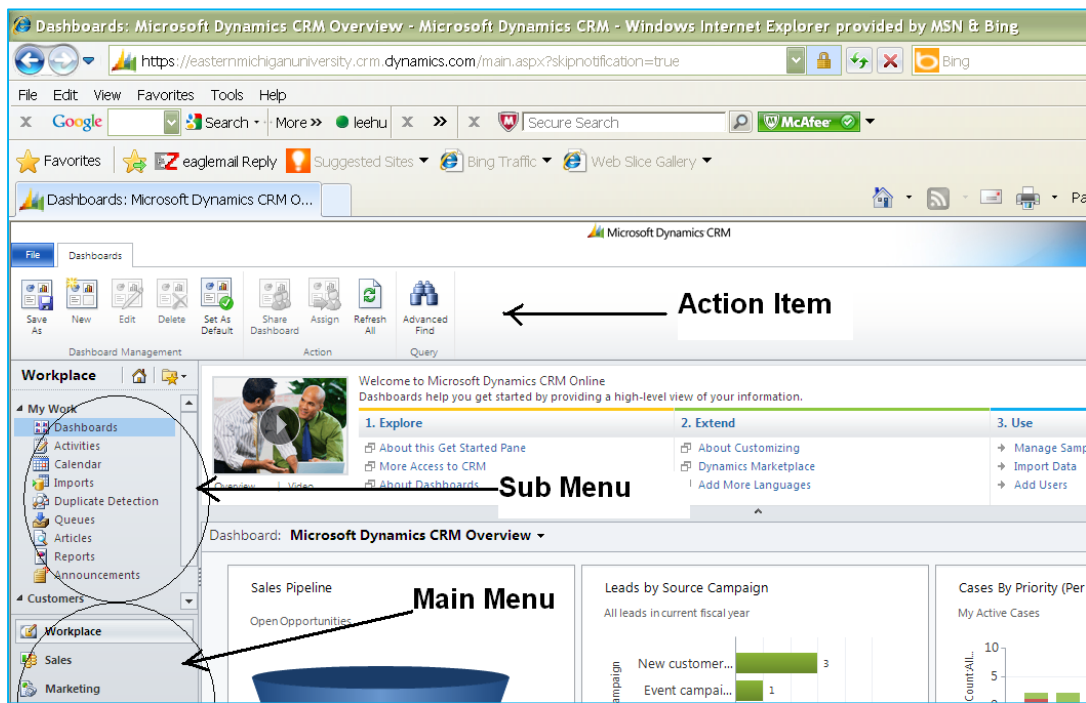 Dashboards: Microsoft Dynamics CRM Overview - Microsoft Dynamics CRM - Windows Internet Explorer provided by MSN & Bing
https://easternmichiganuniversity.crm.dynamics.com/main.aspx?skipnotification=true
Bing
File Edit View Favorites Tools Help
X Google Search More >> leehu X >> X Secure Search McAfee
Favorites eaglemail Reply Suggested Sites Bing Traffic Web Slice Gallery
Dashboards: Microsoft Dynamics CRM O...
Microsoft Dynamics CRM
File Dashboards
Save As
New
Edit
Delete
Set As Default
Share Dashboard
Assign
Refresh All
Advanced Find
Action Item
Dashboard Management Action Query
Workplace
My Work
Dashboards
Activities
Calendar
Imports
Duplicate Detection
Queues
Articles
Reports
Announcements
Customers
Workplace
Sales
Marketing
Welcome to Microsoft Dynamics CRM Online
Dashboards help you get started by providing a high-level view of your information.
Overview Video
1. Explore
About this Get Started Pane
More Access to CRM
About Dashboards
2. Extend
About Customizing
Dynamics Marketplace
Add More Languages
3. Use
Import Data
Add Users
Sub Menu
Dashboard: Microsoft Dynamics CRM Overview
Main Menu
Sales Pipeline
Open Opportunities
Leads by Source Campaign
All leads in current fiscal year
New customer... 3
Event campai... 1
Cases By Priority (Per
My Active Cases
Count:All...
10
5